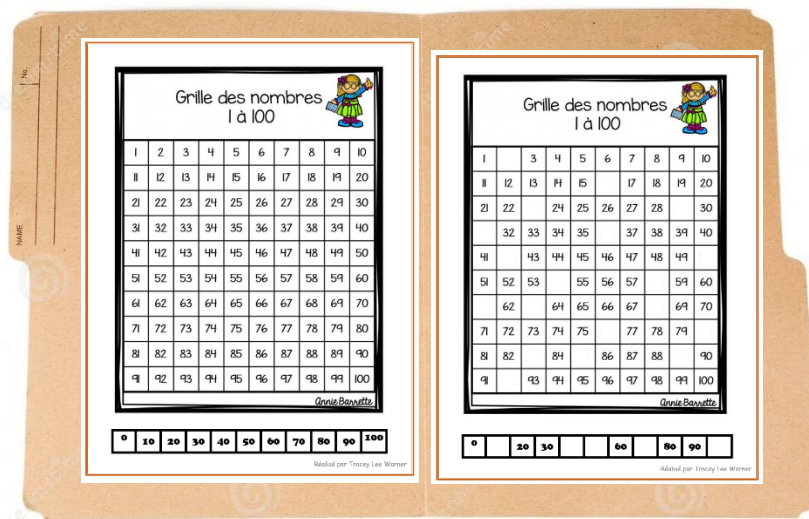 No.
NAME
Grille des nombres
1 à 100
1 2 3 4 5 6 7 8 9 10
11 12 13 14 15 16 17 18 19 20
21 22 23 24 25 26 27 28 29 30
31 32 33 34 35 36 37 38 39 40
41 42 43 44 45 46 47 48 49 50
51 52 53 54 55 56 57 58 59 60
61 62 63 64 65 66 67 68 69 70
71 72 73 74 75 76 77 78 79 80
81 82 83 84 85 86 87 88 89 90
91 92 93 94 95 96 97 98 99 100
Annie Barrette
0 10 20 30 40 50 60 70 80 90 100
Réalisé par Tracey Lee Warner
Grille des nombres
1 à 100
1 3 4 5 6 7 8 9 10
11 12 13 14 15 17 18 19 20
21 22 24 25 26 27 28 30
32 33 34 35 37 38 39 40
41 43 44 45 46 47 48 49
51 52 53 55 56 57 59 60
62 64 65 66 67 69 70
71 72 73 74 75 77 78 79
81 82 84 86 87 88 90
91 93 94 95 96 97 98 99 100
Annie Barrette
0 20 30 60 80 90
Réalisé par Tracey Lee Warner